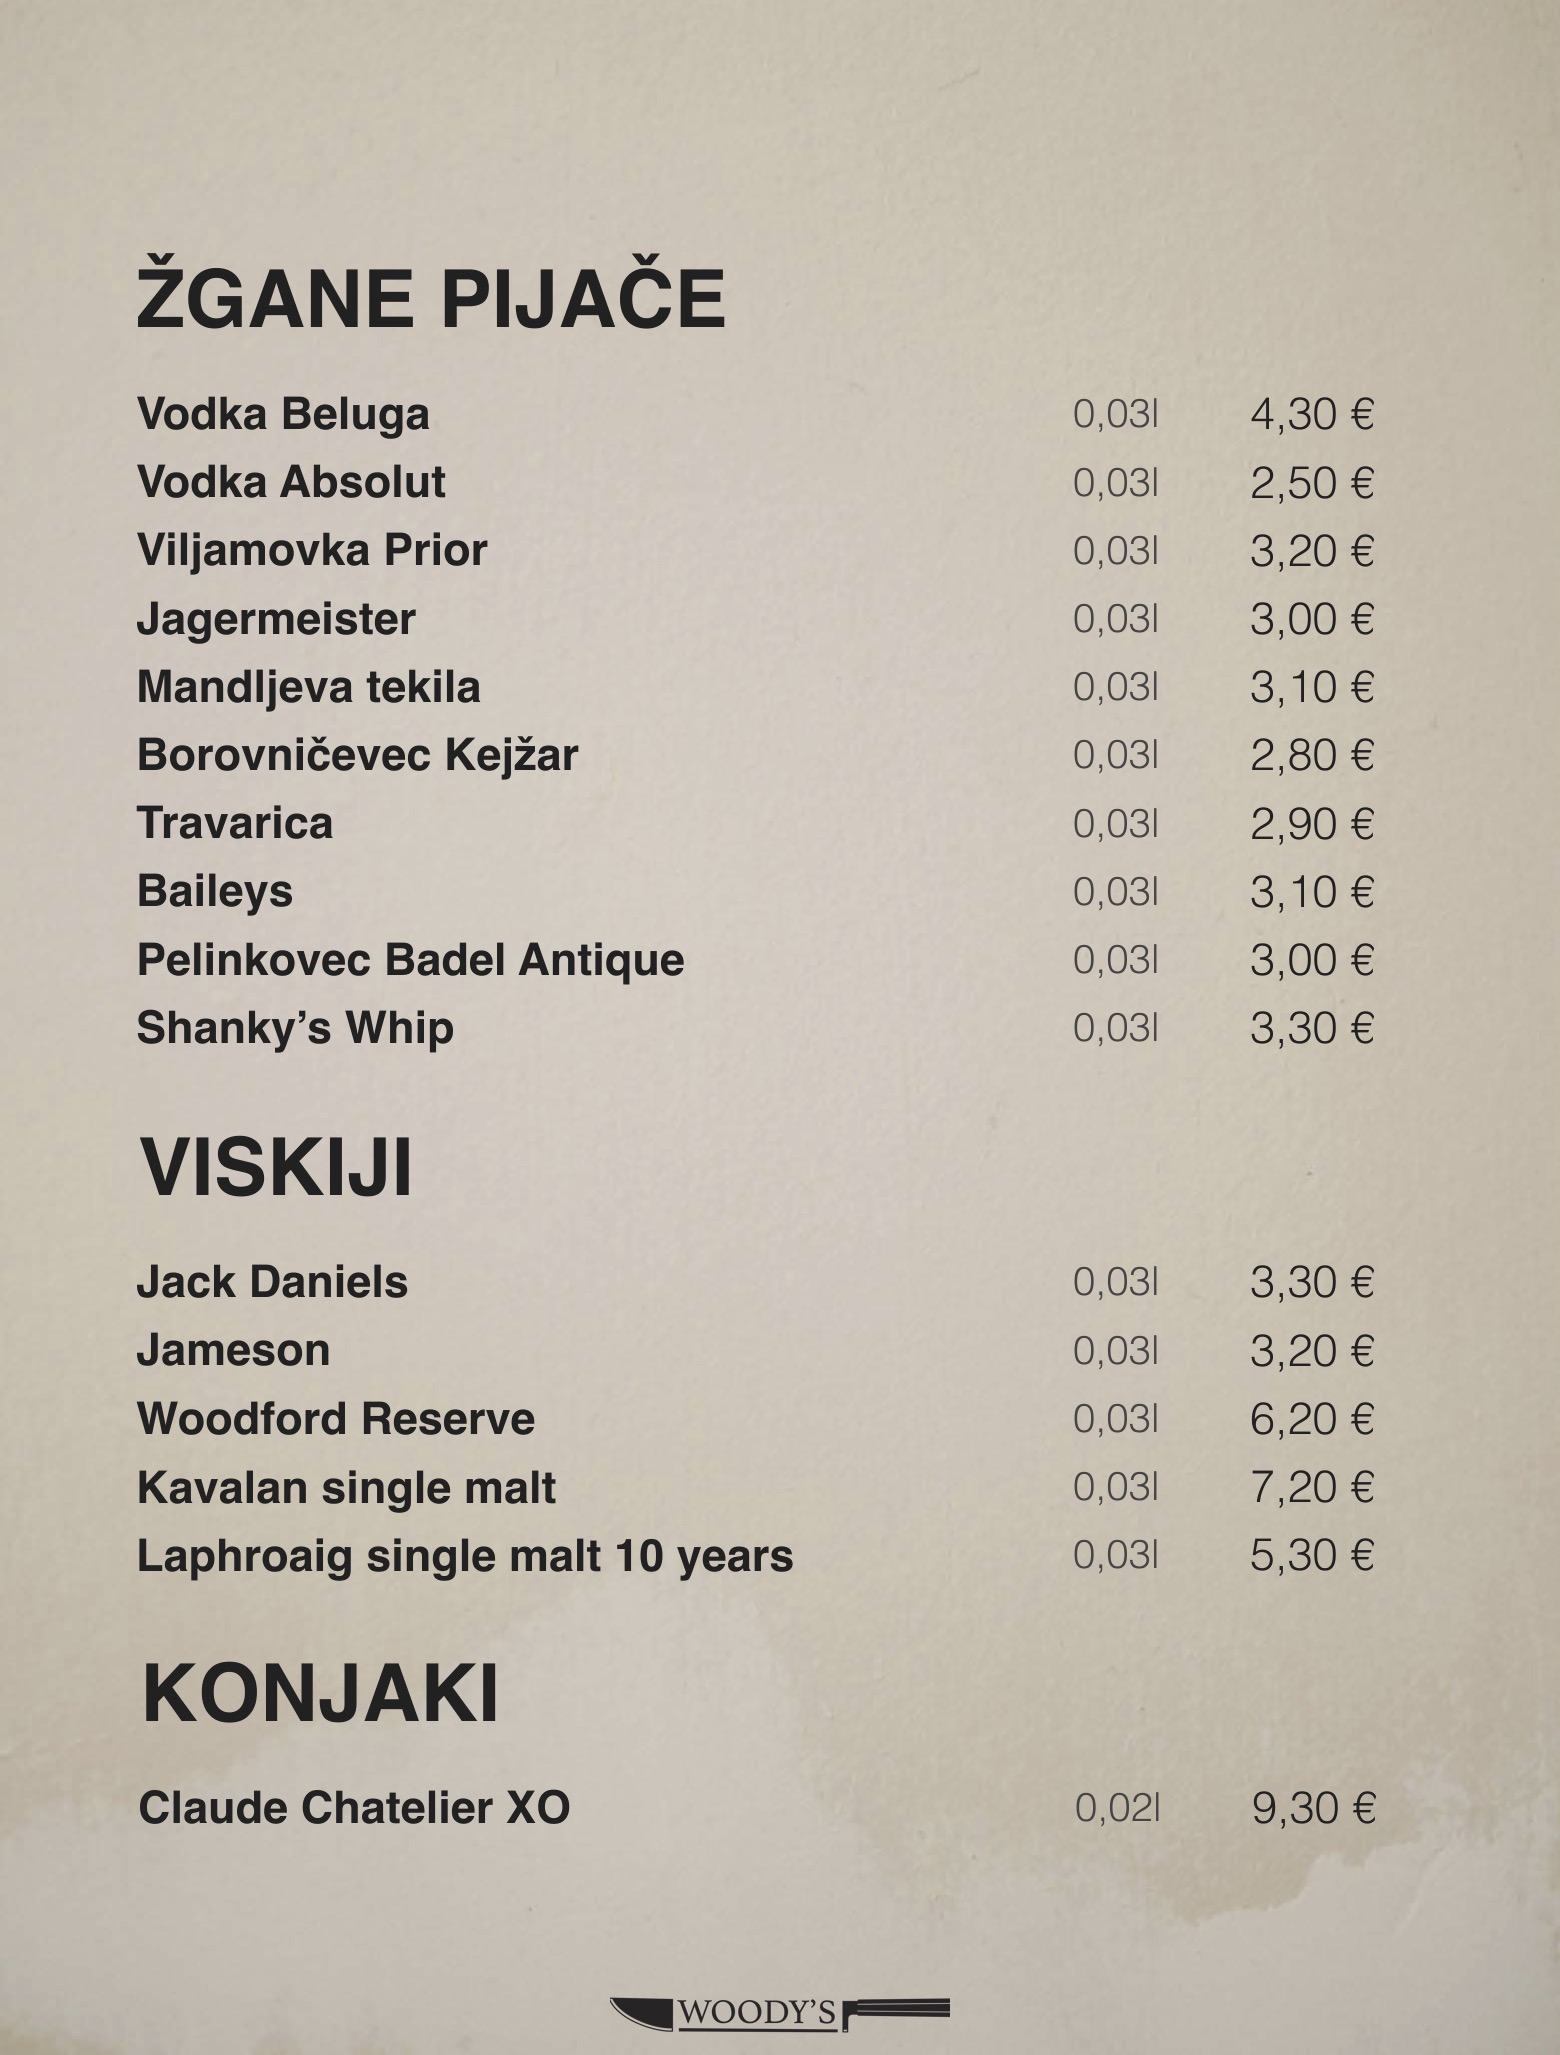 ŽGANE PIJAČE
Vodka Beluga 0,03l 4,30 €
Vodka Absolut 0,03l 2,50 €
Viljamovka Prior 0,03l 3,20 €
Jagermeister 0,03l 3,00 €
Mandljeva tekila 0,03l 3,10 €
Borovničevec Kejžar 0,03l 2,80 €
Travarica 0,03l 2,90 €
Baileys 0,03l 3,10 €
Pelinkovec Badel Antique 0,03l 3,00 €
Shanky’s Whip 0,03l 3,30 €
VISKIJI
Jack Daniels 0,03l 3,30 €
Jameson 0,03l 3,20 €
Woodford Reserve 0,03l 6,20 €
Kavalan single malt 0,03l 7,20 €
Laphroaig single malt 10 years 0,03l 5,30 €
KONJAKI
Claude Chatelier XO 0,02l 9,30 €
WOODY’S